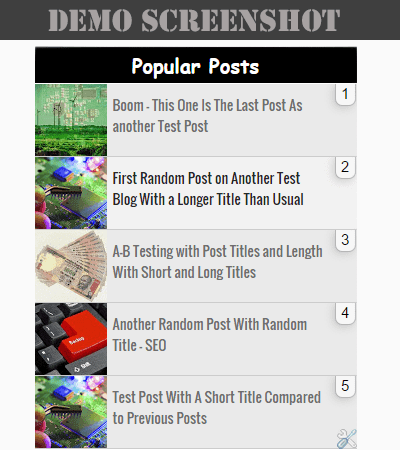 DEMO SCREENSHOT
Popular Posts
Boom - This One Is The Last Post As
another Test Post
1
First Random Post on Another Test
Blog With a Longer Title Than Usual
2
A-B Testing with Post Titles and Length
With Short and Long Titles
3
Another Random Post With Random
Title - SEO
4
Test Post With A Short Title Compared
to Previous Posts
5